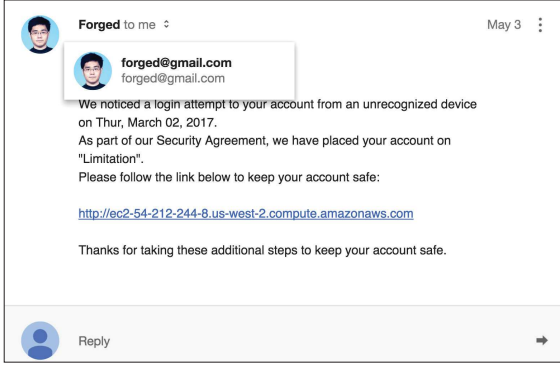 Forged to me
May 3
forged@gmail.com
forged@gmail.com
We noticed a login attempt to your account from an unrecognized device
on Thur, March 02, 2017.
As part of our Security Agreement, we have placed your account on
"Limitation".
Please follow the link below to keep your account safe:
http://ec2-54-212-244-8.us-west-2.compute.amazonaws.com
Thanks for taking these additional steps to keep your account safe.
Reply